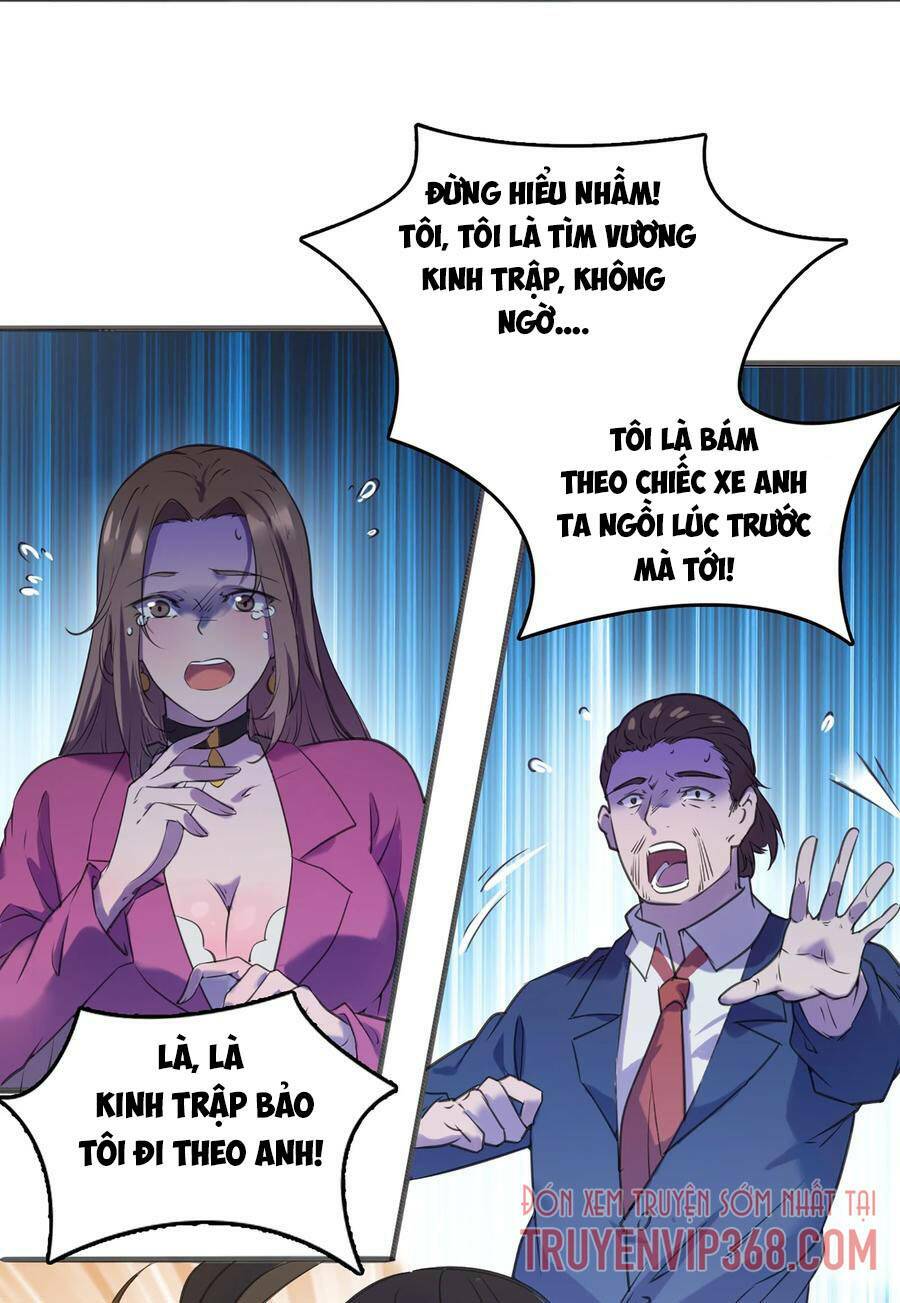 ĐỪNG HIỂU NHẦM!
TÔI, TÔI LÀ TÌM VƯƠNG
KINH TRẬP, KHÔNG
NGỜ....
TÔI LÀ BÁM
THEO CHIẾC XE ANH
TA NGỒI LÚC TRƯỚC
MÀ TỚI!
LÀ, LÀ
KINH TRẬP BẢO
TÔI ĐI THEO ANH!
ĐÓN XEM TRUYỆN SỚM NHẤT TẠI
TRUYENVIP368.COM